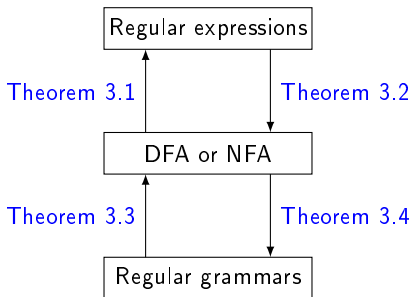 Regular expressions
Theorem 3.1
Theorem 3.2
DFA or NFA
Theorem 3.3
Theorem 3.4
Regular grammars